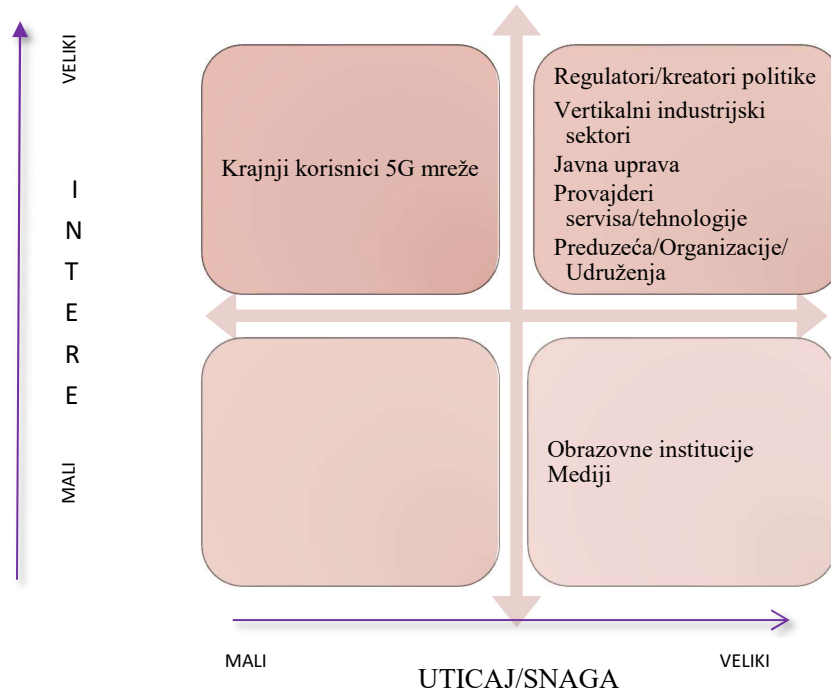 VELIKI
I
N
T
E
R
E
MALI
Krajnji korisnici 5G mreže
Regulatori/kreatori politike
Vertikalni industrijski
sektori
Javna uprava
Provajderi
servisa/tehnologije
Preduzeća/Organizacije/
Udruženja
Obrazovne institucije
Mediji
MALI
VELIKI
UTICAJ/SNAGA